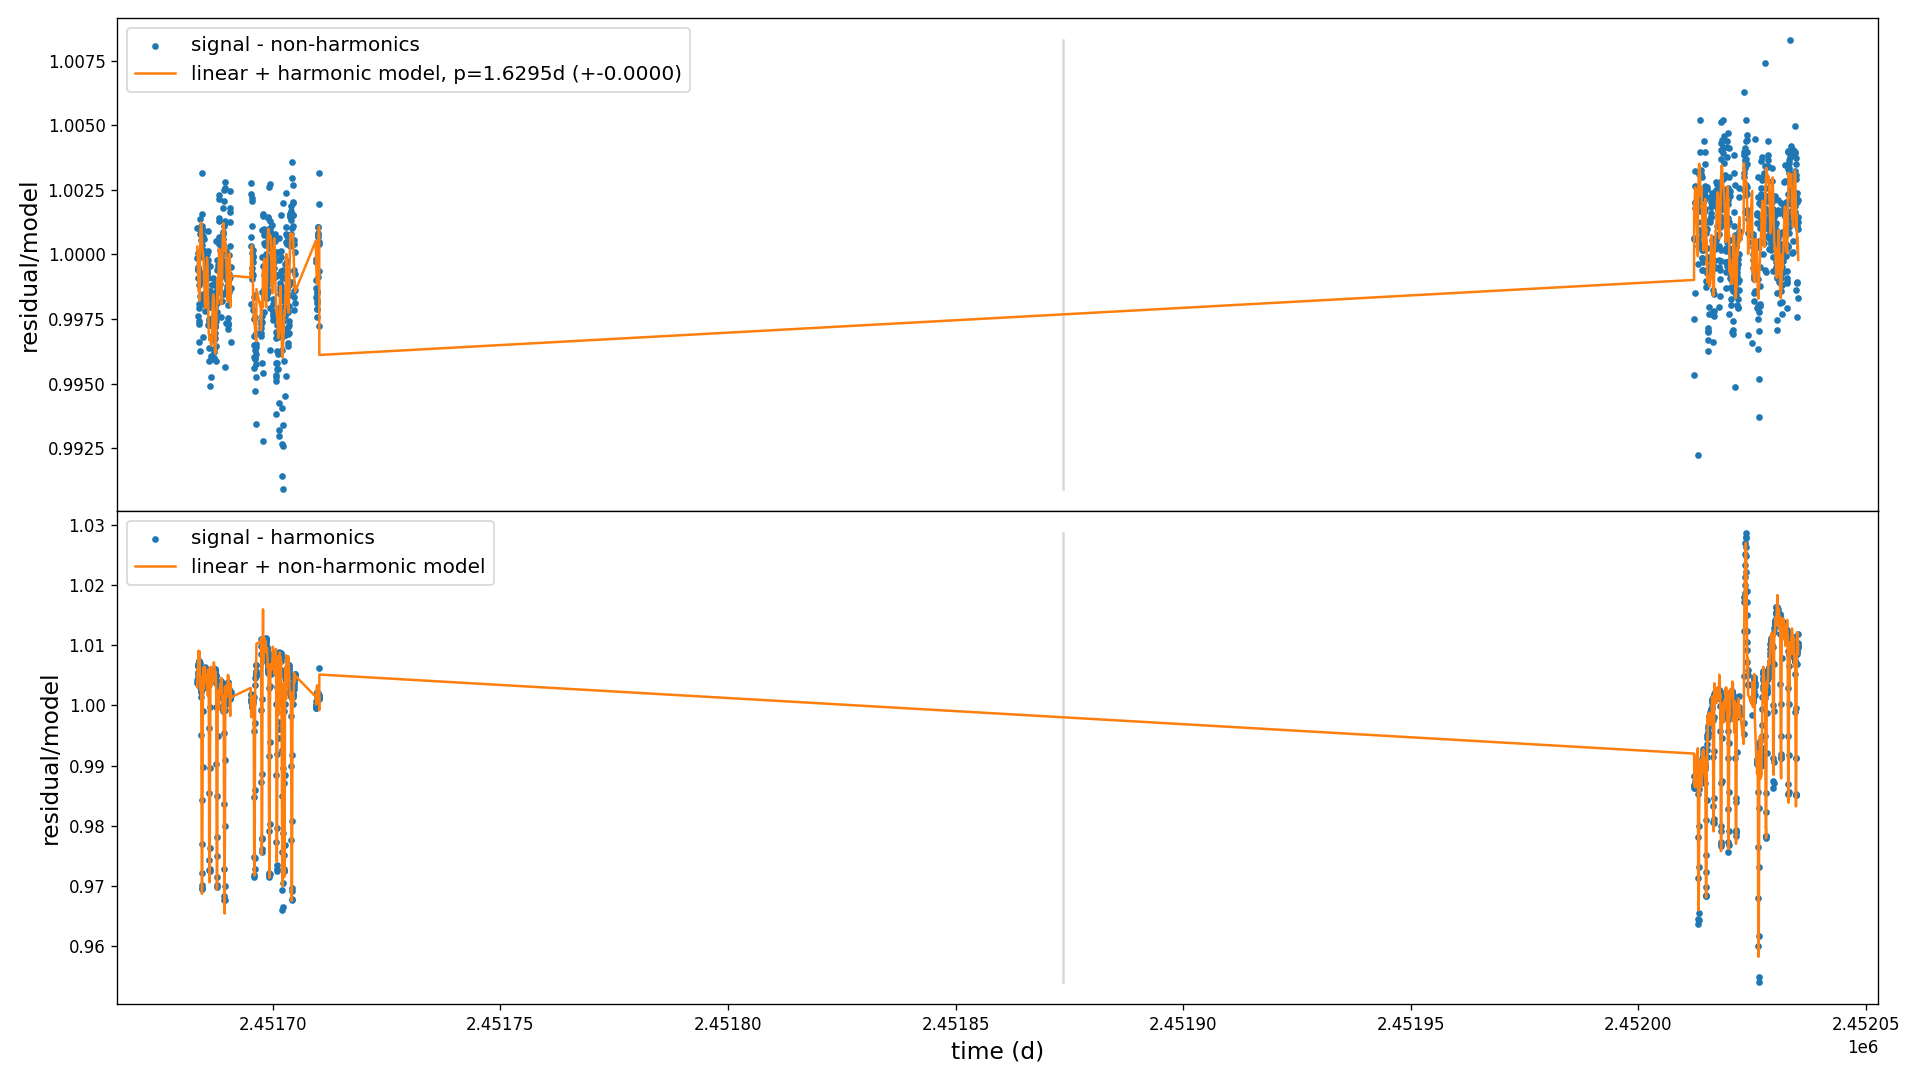 signal - non-harmonics
linear + harmonic model, p=1.6295d (+-0.0000)
1.0075
1.0050
1.0025
1.0000
0.9975
0.9950
0.9925
residual/model
signal - harmonics
linear + non-harmonic model
1.03
1.02
1.01
1.00
0.99
0.98
0.97
0.96
residual/model
2.45170
2.45175
2.45180
2.45185
2.45190
2.45195
2.45200
2.45205
1e6
time (d)